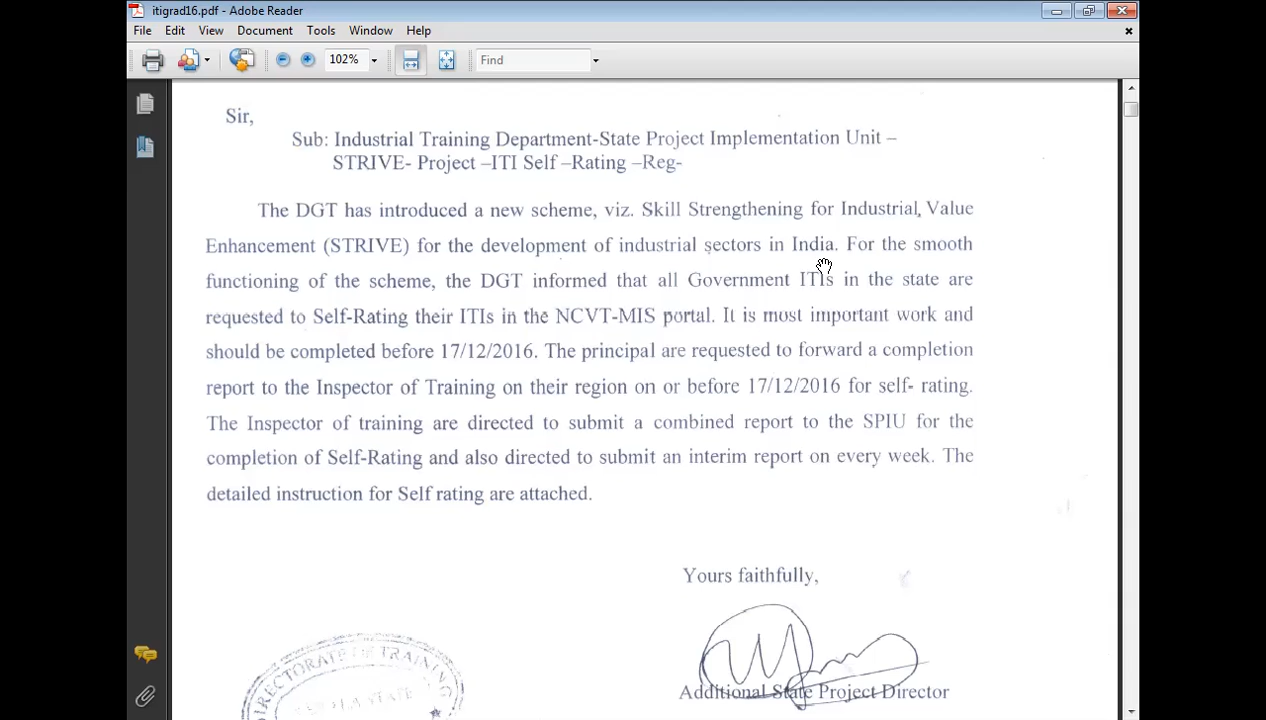 itigrad16.pdf - Adobe Reader
File Edit View Document Tools Window Help
102% Find
Sir,
Sub: Industrial Training Department-State Project Implementation Unit –
STRIVE- Project –ITI Self –Rating –Reg-
The DGT has introduced a new scheme, viz. Skill Strengthening for Industrial, Value
Enhancement (STRIVE) for the development of industrial sectors in India. For the smooth
functioning of the scheme, the DGT informed that all Government ITIs in the state are
requested to Self-Rating their ITIs in the NCVT-MIS portal. It is most important work and
should be completed before 17/12/2016. The principal are requested to forward a completion
report to the Inspector of Training on their region on or before 17/12/2016 for self- rating.
The Inspector of training are directed to submit a combined report to the SPIU for the
completion of Self-Rating and also directed to submit an interim report on every week. The
detailed instruction for Self rating are attached.
Yours faithfully,
Additional State Project Director
DIRECTORATE OF TRAINING
STATE